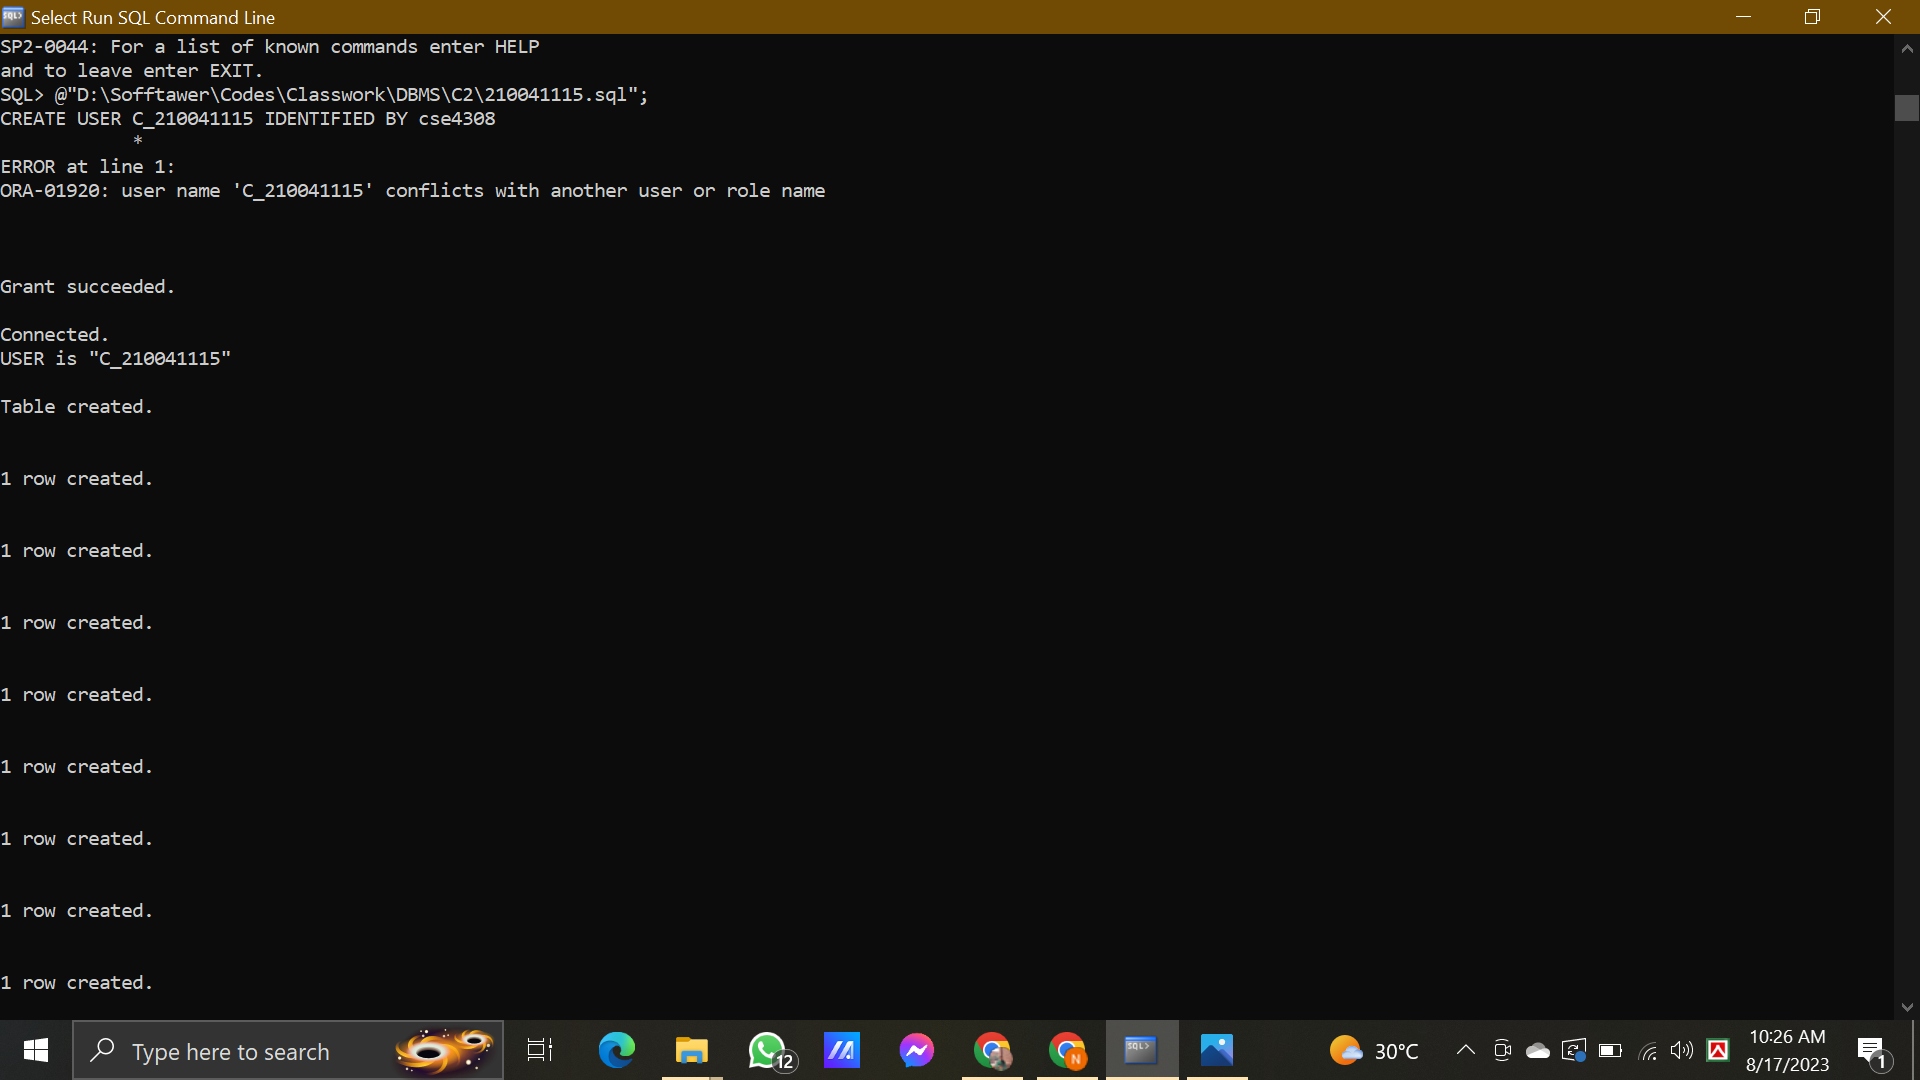 Select Run SQL Command Line
SP2-0044: For a list of known commands enter HELP
and to leave enter EXIT.
SQL> @"D:\Sofftawer\Codes\Classwork\DBMS\C2\210041115.sql";
CREATE USER C_210041115 IDENTIFIED BY cse4308
*
ERROR at line 1:
ORA-01920: user name 'C_210041115' conflicts with another user or role name
Grant succeeded.
Connected.
USER is "C_210041115"
Table created.
1 row created.
1 row created.
1 row created.
1 row created.
1 row created.
1 row created.
1 row created.
1 row created.
Type here to search
12
N
SQL>
30°C
10:26 AM
8/17/2023
1